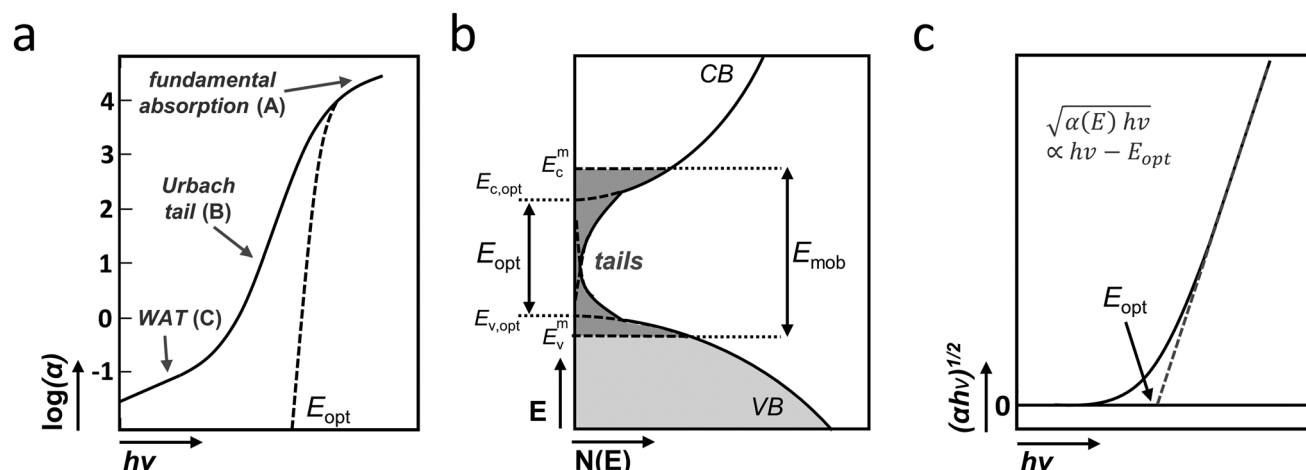 a
fundamental
absorption (A)
4
3
Urbach
tail (B)
2
1
0
WAT (C)
-1
E_opt
log(α)
hν
b
CB
E_c^m
E_c,opt
E_opt
tails
E_mob
E_v,opt
E_v^m
E
VB
N(E)
c
√α(E) hν
∝ hν − E_opt
E_opt
(αhν)^1/2
0
hν